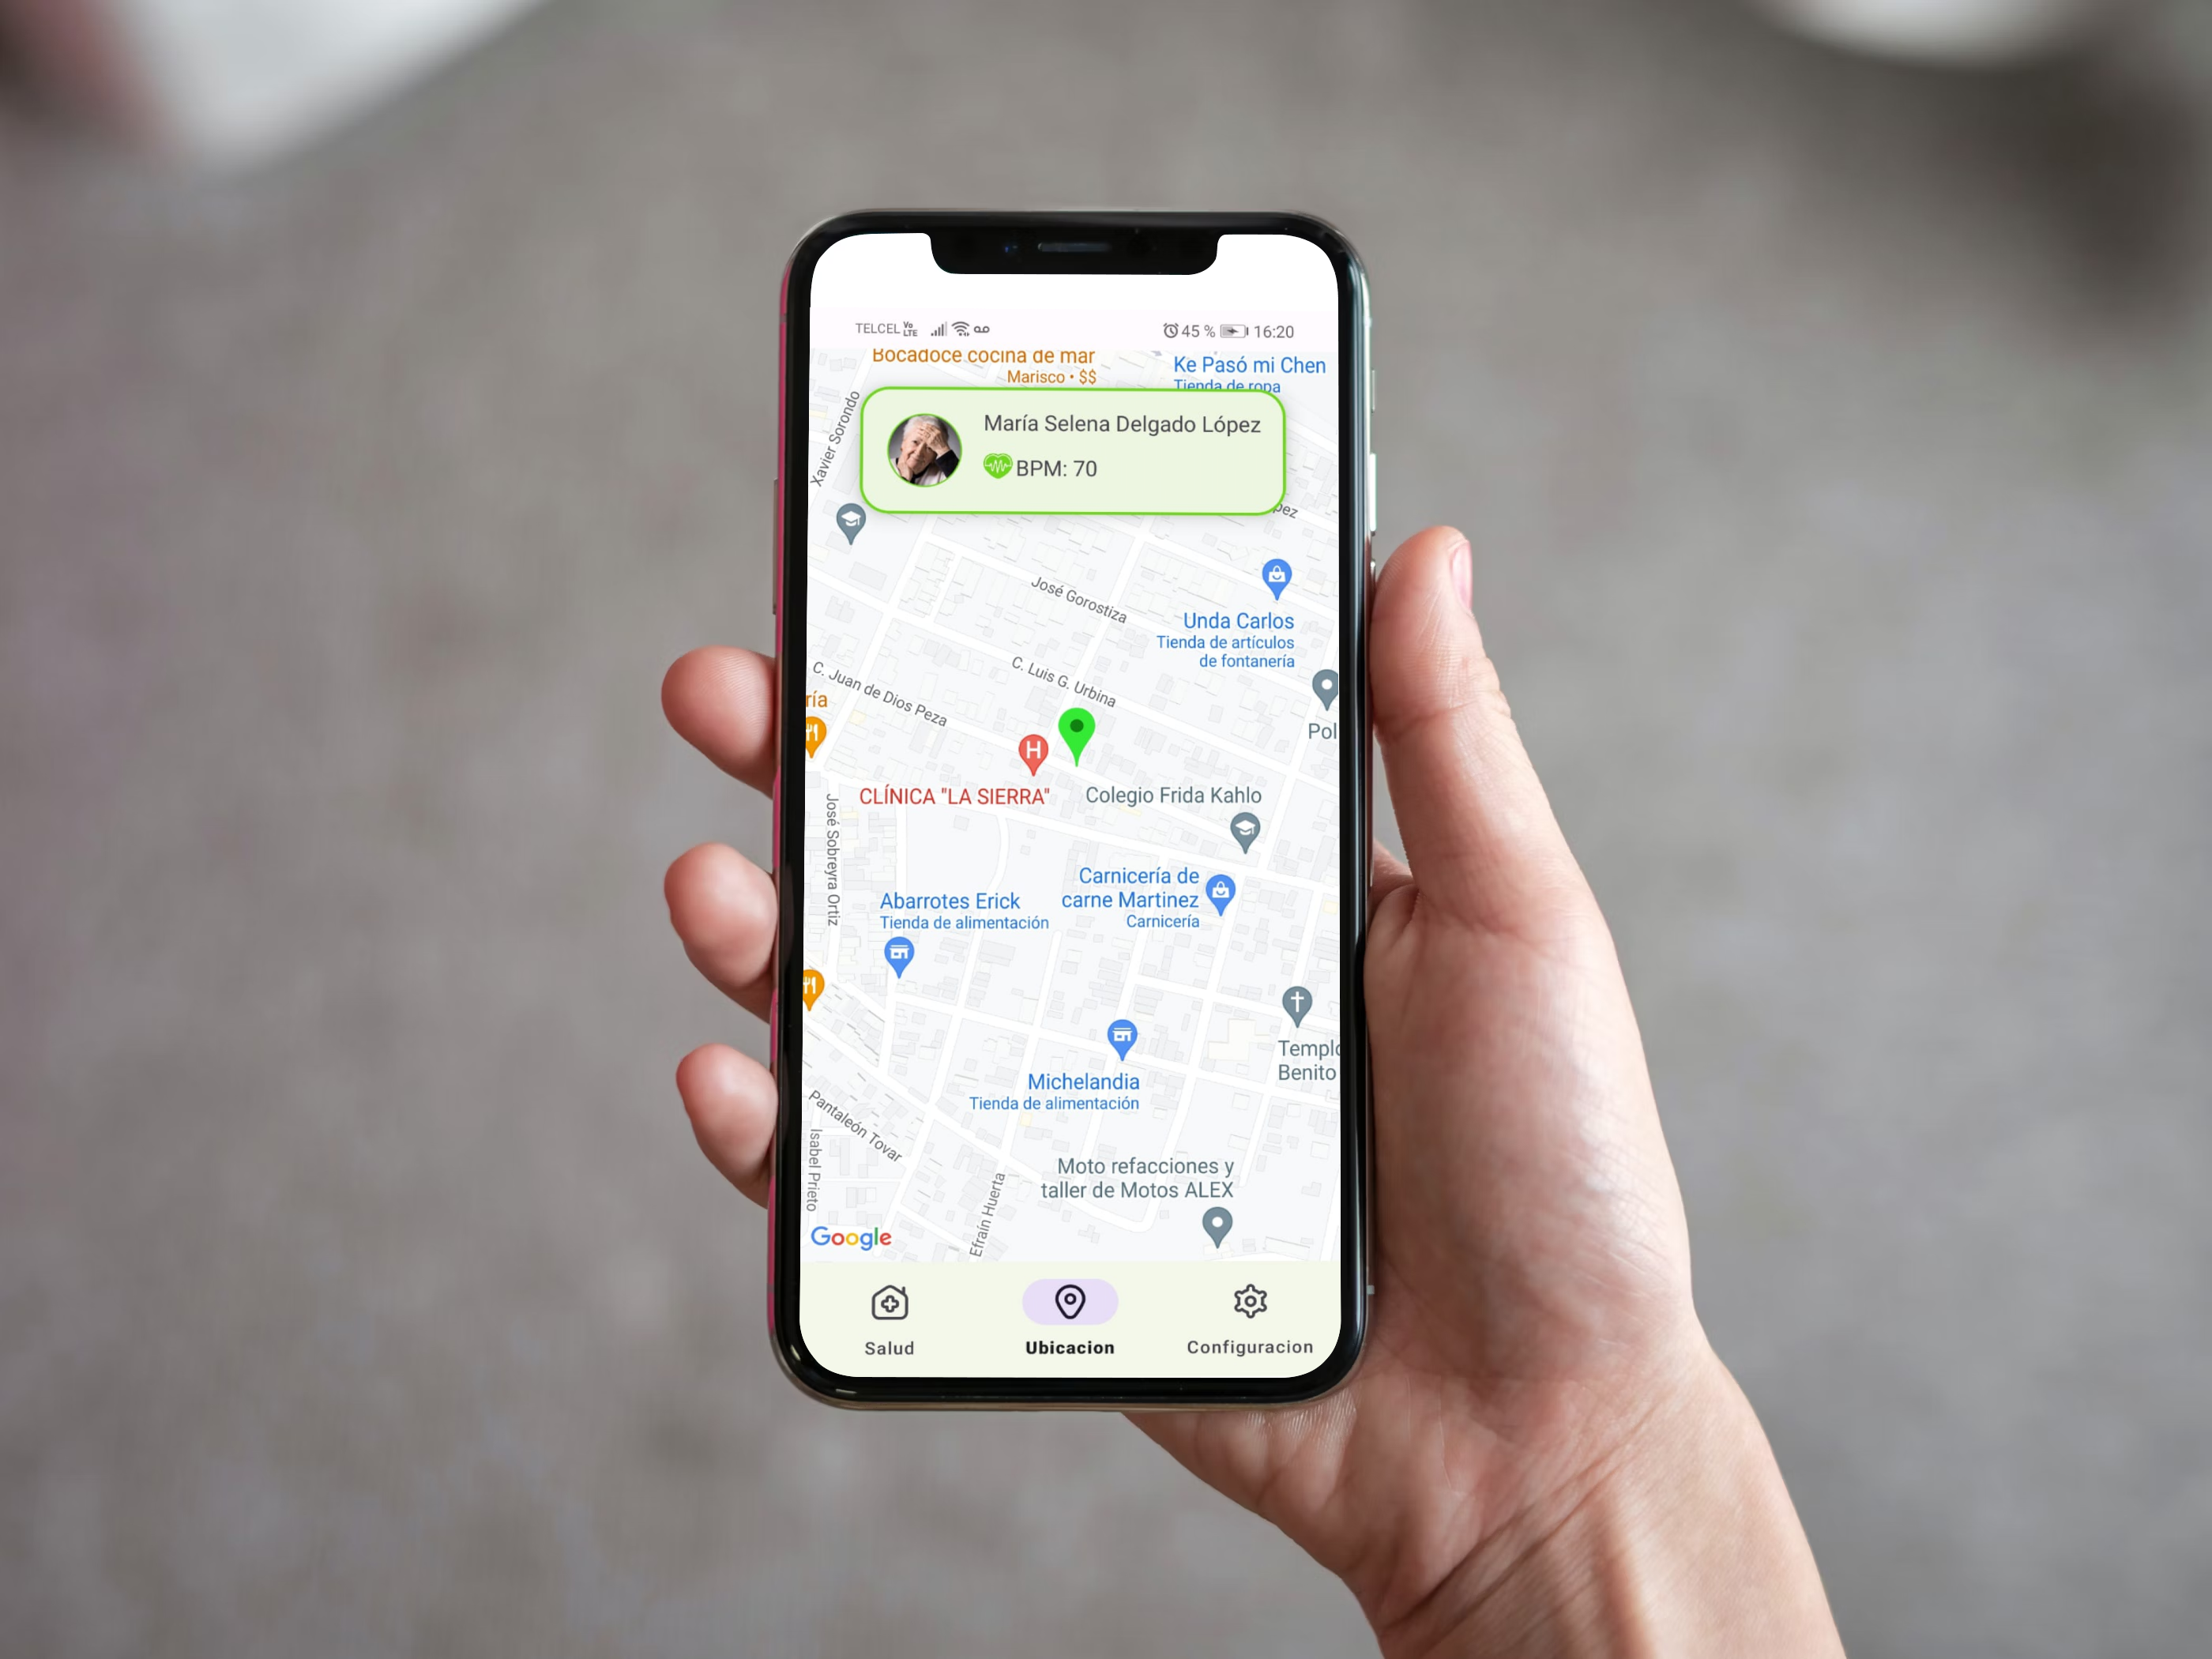 TELCEL Vo LTE
45 % 16:20
Bocadoce cocina de mar
Marisco • $$
Ke Pasó mi Chen
Tienda de ropa
María Selena Delgado López
BPM: 70
Xavier Sorondo
José Gorostiza
Unda Carlos
Tienda de artículos
de fontanería
C. Luis G. Urbina
C. Juan de Dios Peza
ría
Pol
H
CLÍNICA "LA SIERRA"
Colegio Frida Kahlo
José Sobreyra Ortiz
Carnicería de
carne Martinez
Carnicería
Abarrotes Erick
Tienda de alimentación
Templo
Benito
Michelandia
Tienda de alimentación
Pantaleón Tovar
Isabel Prieto
Moto refacciones y
taller de Motos ALEX
Efraín Huerta
Google
Salud
Ubicacion
Configuracion